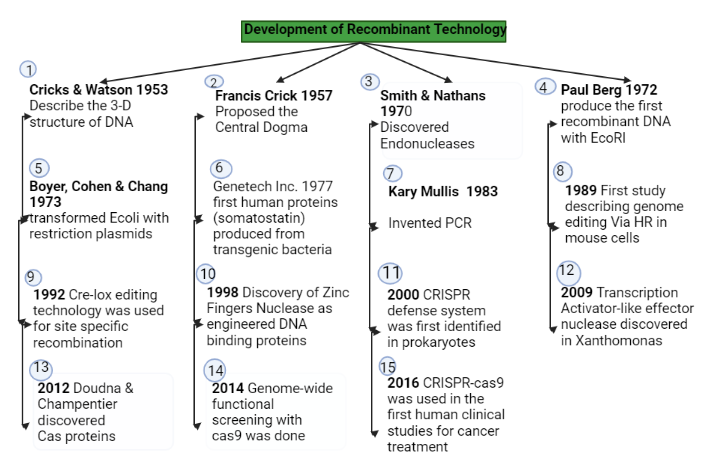 Development of Recombinant Technology
1
Cricks & Watson 1953
Describe the 3-D
structure of DNA
2
Francis Crick 1957
Proposed the
Central Dogma
3
Smith & Nathans
1970
Discovered
Endonucleases
4
Paul Berg 1972
produce the first
recombinant DNA
with EcoRI
5
Boyer, Cohen & Chang
1973
transformed Ecoli with
restriction plasmids
6
Genetech Inc. 1977
first human proteins
(somatostatin)
produced from
transgenic bacteria
7
Kary Mullis 1983
Invented PCR
8
1989 First study
describing genome
editing Via HR in
mouse cells
9
1992 Cre-lox editing
technology was used
for site specific
recombination
10
1998 Discovery of Zinc
Fingers Nuclease as
engineered DNA
binding proteins
11
2000 CRISPR
defense system
was first identified
in prokaryotes
12
2009 Transcription
Activator-like effector
nuclease discovered
in Xanthomonas
13
2012 Doudna &
Champentier
discovered
Cas proteins
14
2014 Genome-wide
functional
screening with
cas9 was done
15
2016 CRISPR-cas9
was used in the
first human clinical
studies for cancer
treatment